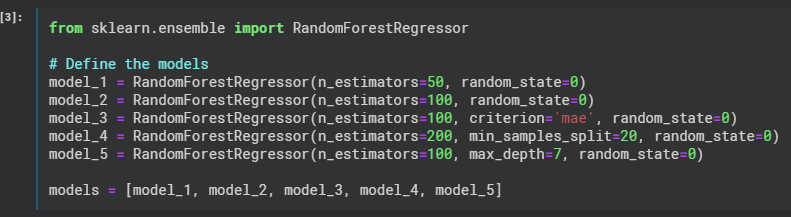 [3]:
from sklearn.ensemble import RandomForestRegressor
# Define the models
model_1 = RandomForestRegressor(n_estimators=50, random_state=0)
model_2 = RandomForestRegressor(n_estimators=100, random_state=0)
model_3 = RandomForestRegressor(n_estimators=100, criterion='mae', random_state=0)
model_4 = RandomForestRegressor(n_estimators=200, min_samples_split=20, random_state=0)
model_5 = RandomForestRegressor(n_estimators=100, max_depth=7, random_state=0)
models = [model_1, model_2, model_3, model_4, model_5]